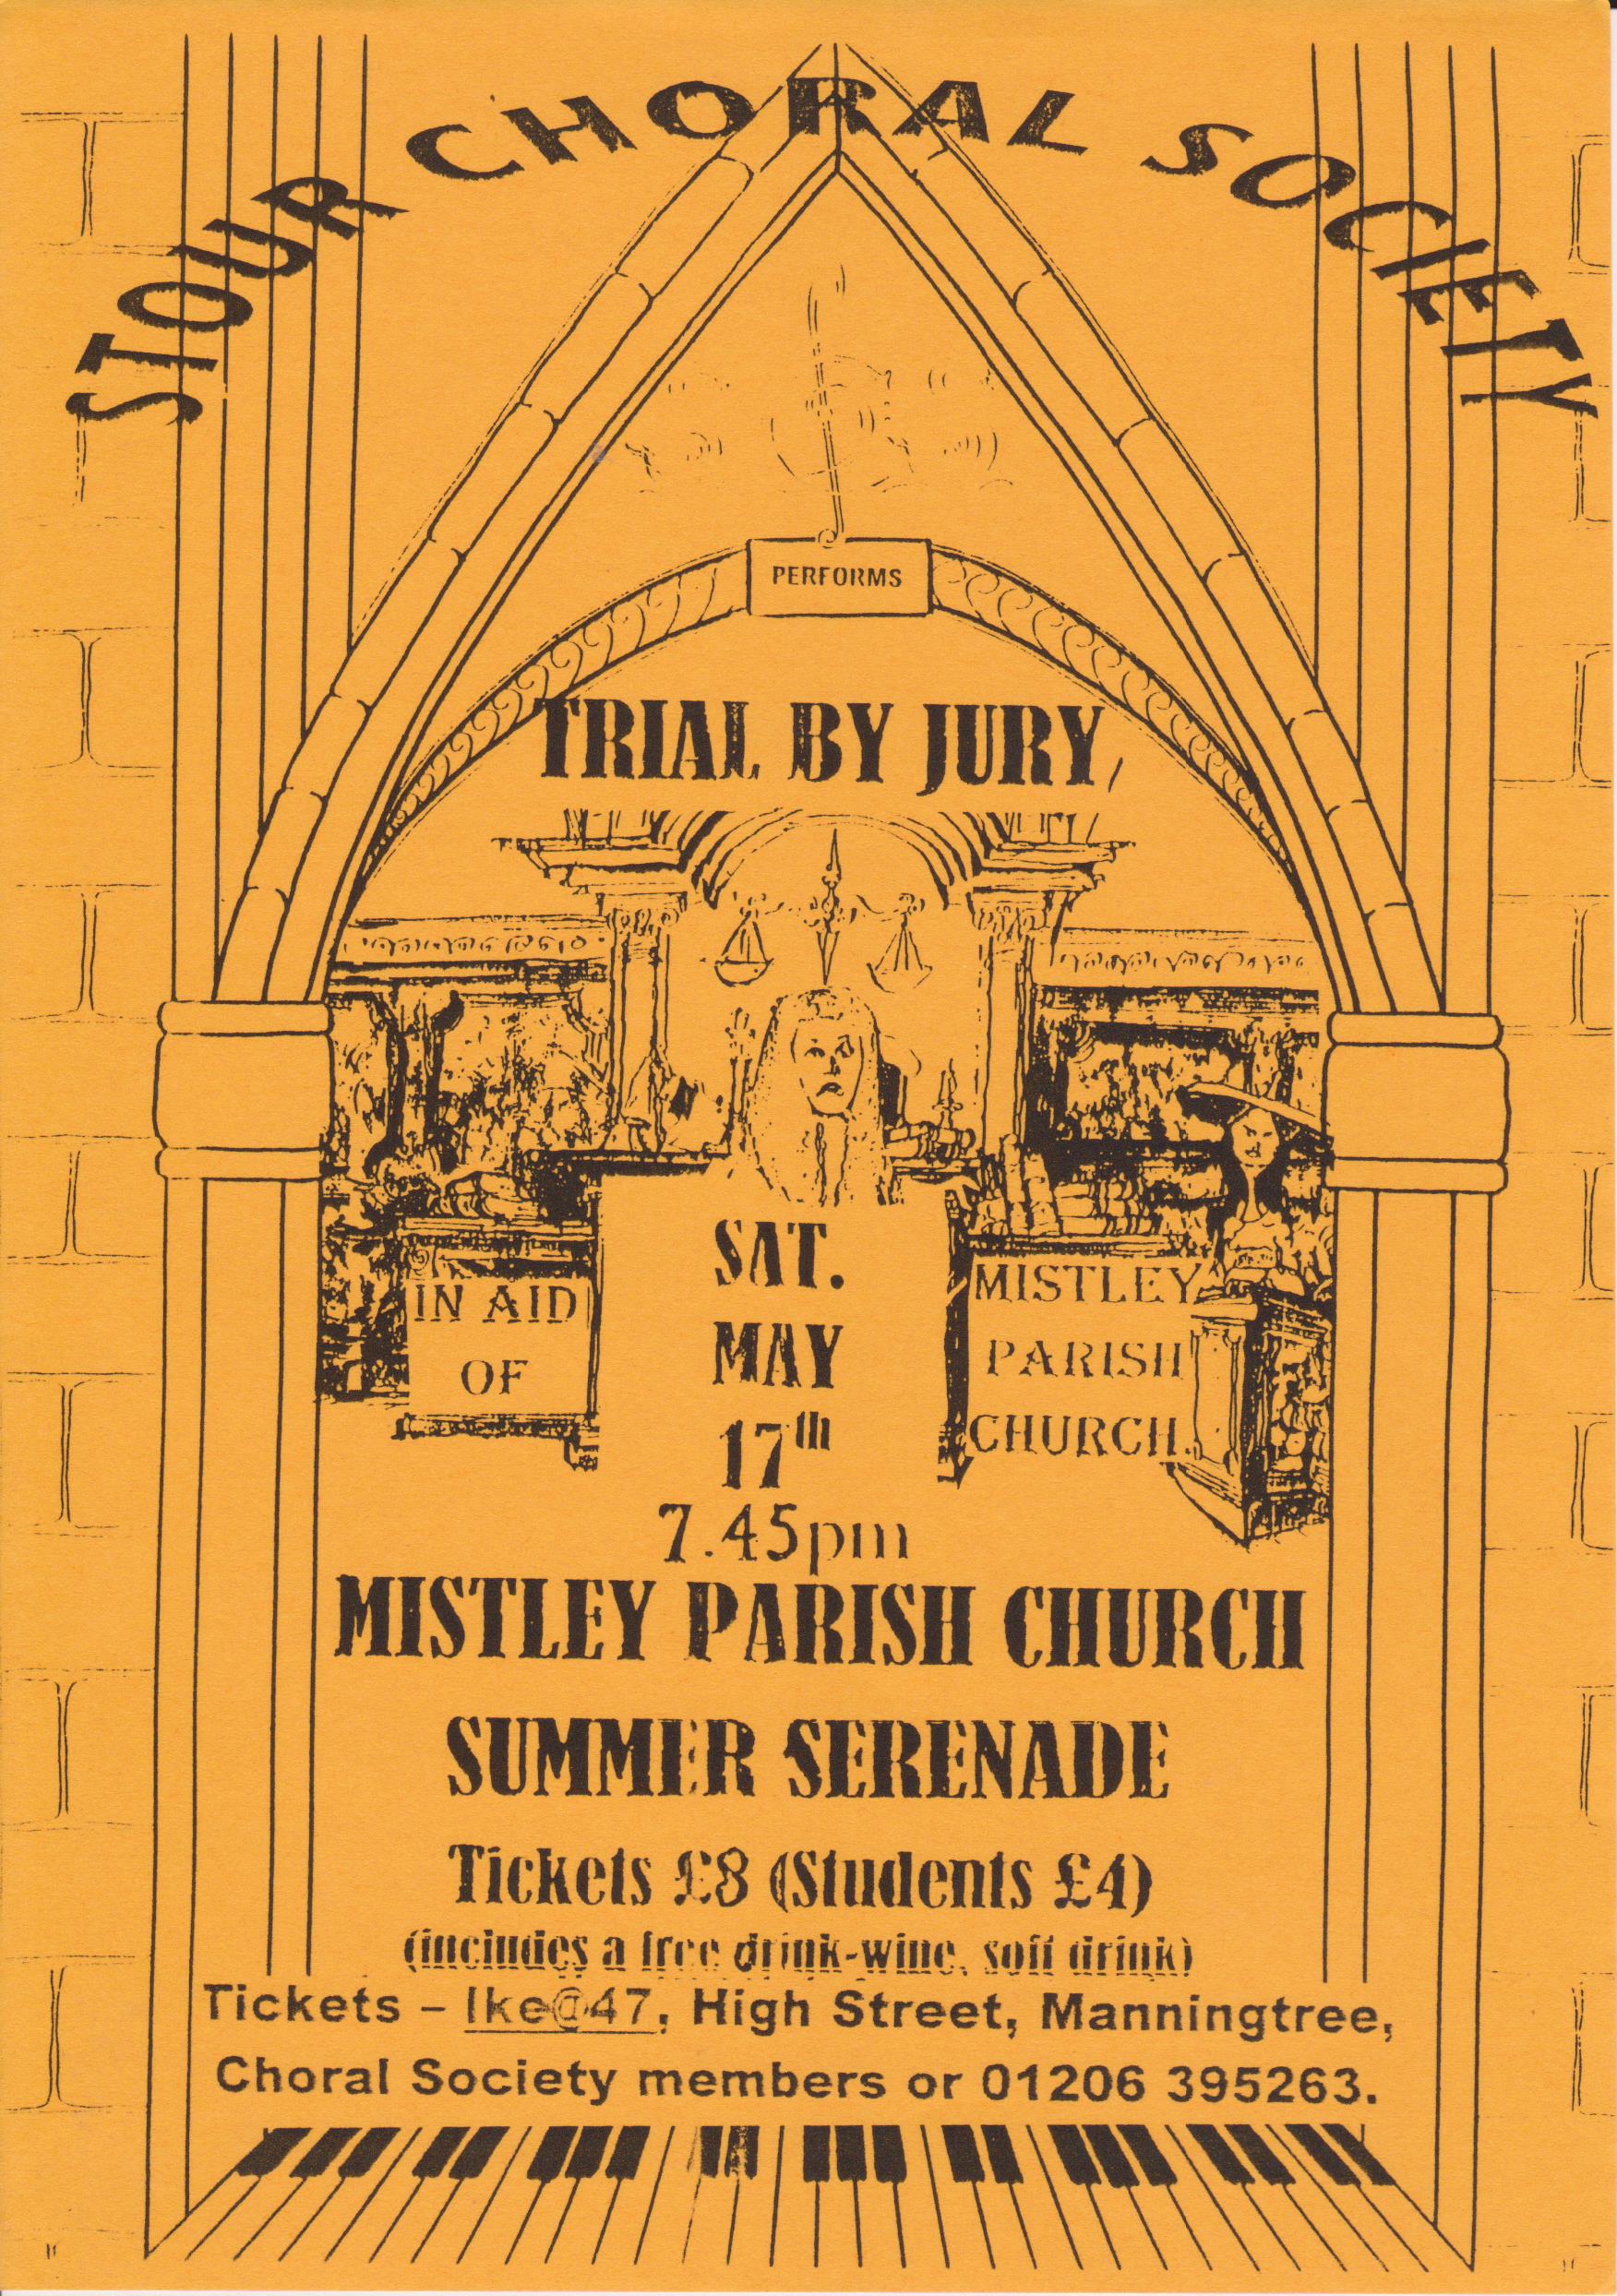 STOUR CHORAL SOCIETY
PERFORMS
TRIAL BY JURY
IN AID
OF
MISTLEY
PARISH
CHURCH
SAT.
MAY
17th
7.45pm
MISTLEY PARISH CHURCH
SUMMER SERENADE
Tickets £8 (Students £4)
(includes a free drink-wine, soft drink)
Tickets – Ike@47, High Street, Manningtree,
Choral Society members or 01206 395263.